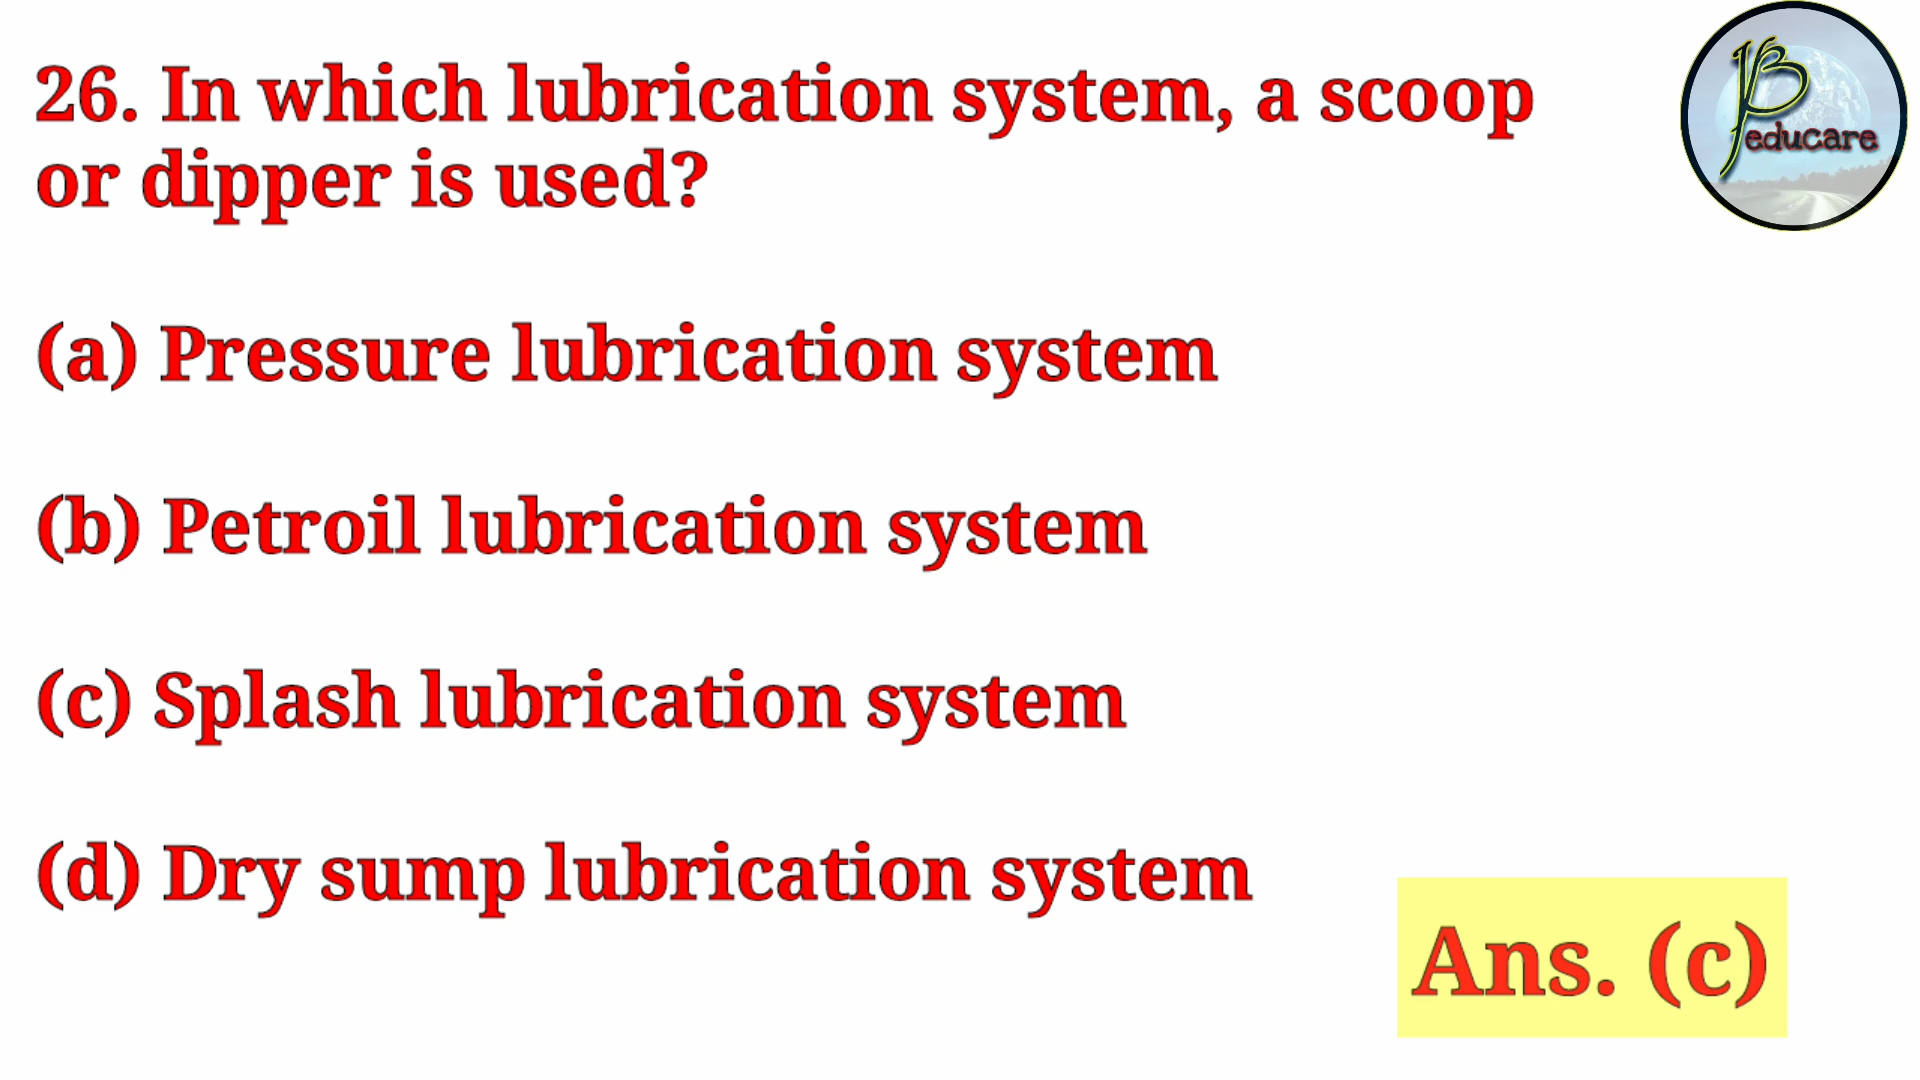 26. In which lubrication system, a scoop
or dipper is used?
(a) Pressure lubrication system
(b) Petroil lubrication system
(c) Splash lubrication system
(d) Dry sump lubrication system
Ans. (c)
educare